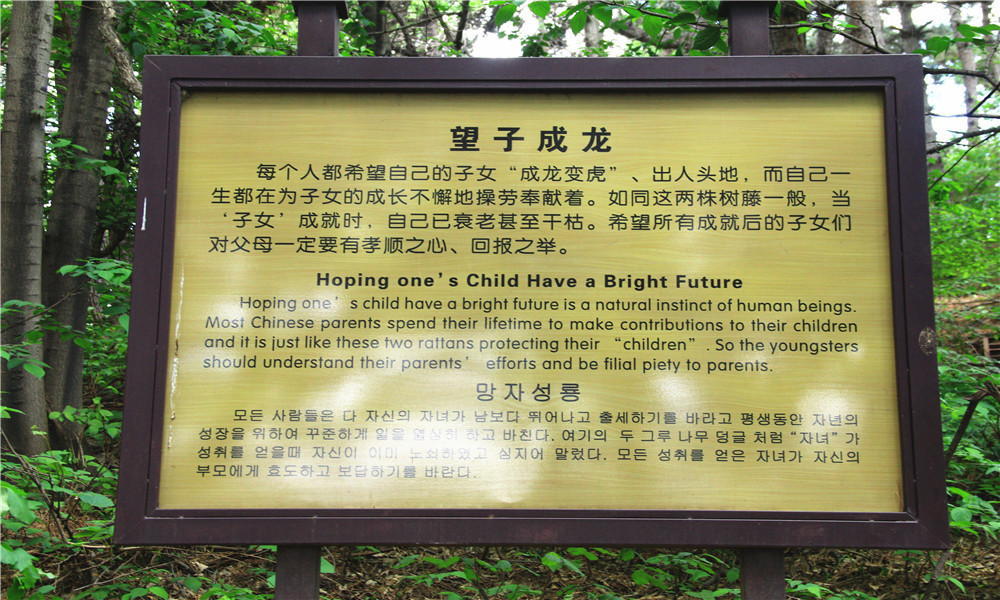 望子成龙
每个人都希望自己的子女“成龙变虎”、出人头地，而自己一
生都在为子女的成长不懈地操劳奉献着。如同这两株树藤一般，当
‘子女’成就时，自己已衰老甚至干枯。希望所有成就后的子女们
对父母一定要有孝顺之心、回报之举。
Hoping one's Child Have a Bright Future
Hoping one's child have a bright future is a natural instinct of human beings.
Most Chinese parents spend their lifetime to make contributions to their children
and it is just like these two rattans protecting their “children”. So the youngsters
should understand their parents' efforts and be filial piety to parents.
망자성룡
모든 사람들은 다 자신의 자녀가 남보다 뛰어나고 출세하기를 바라고 평생동안 자녀의
성장을 위하여 꾸준하게 일을 열심히 하고 바친다. 여기의 두 그루 나무 덩굴 처럼 “자녀”가
성취를 얻을때 자신이 이미 노쇠하였고 심지어 말렀다. 모든 성취를 얻은 자녀가 자신의
부모에게 효도하고 보답하기를 바란다.